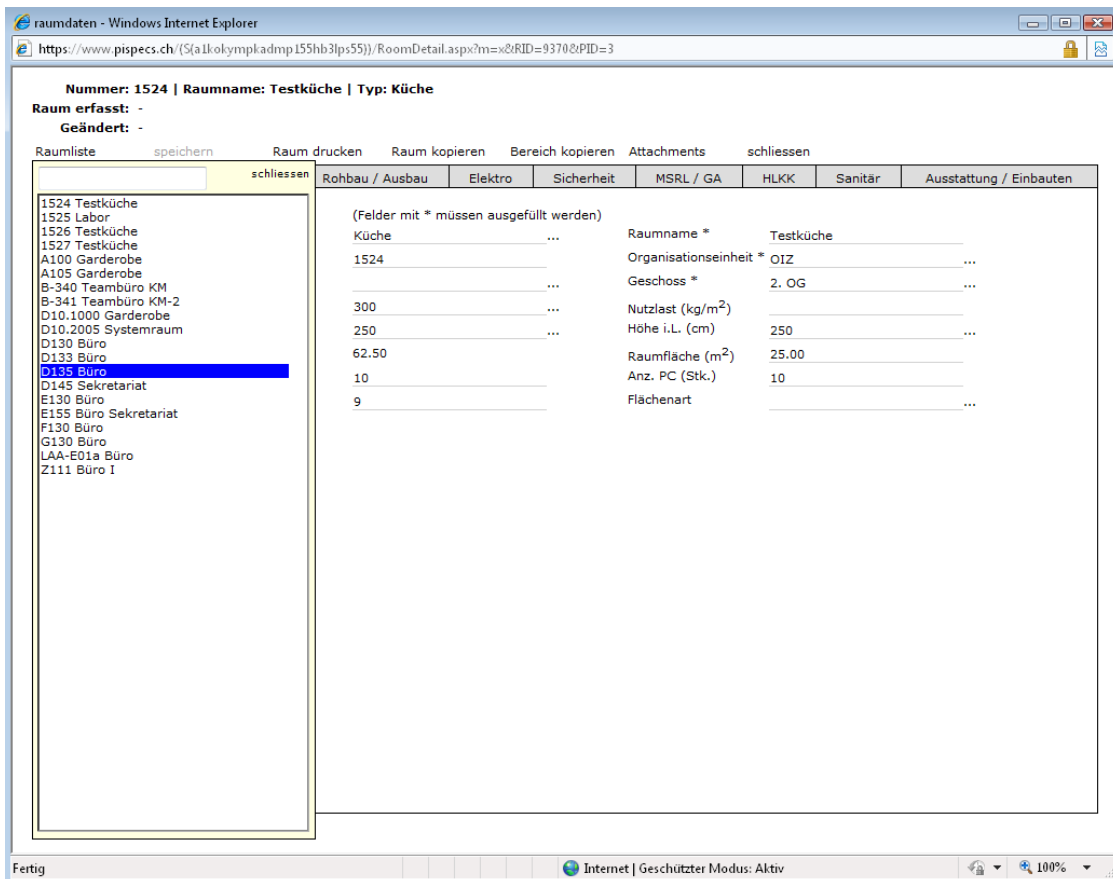 raumdaten - Windows Internet Explorer
https://www.pispecs.ch/(S(a1kokympkadmp155hb3lps55))/RoomDetail.aspx?m=x&RID=9370&PID=3
Nummer: 1524 | Raumname: Testküche | Typ: Küche
Raum erfasst: -
Geändert: -
Raumliste speichern Raum drucken Raum kopieren Bereich kopieren Attachments schliessen
schliessen
Rohbau / Ausbau Elektro Sicherheit MSRL / GA HLKK Sanitär Ausstattung / Einbauten
1524 Testküche
1525 Labor
1526 Testküche
1527 Testküche
A100 Garderobe
A105 Garderobe
B-340 Teambüro KM
B-341 Teambüro KM-2
D10.1000 Garderobe
D10.2005 Systemraum
D130 Büro
D133 Büro
D135 Büro
D145 Sekretariat
E130 Büro
E155 Büro Sekretariat
F130 Büro
G130 Büro
LAA-E01a Büro
Z111 Büro I
(Felder mit * müssen ausgefüllt werden)
Küche ... Raumname * Testküche
1524 Organisationseinheit * OIZ ...
... Geschoss * 2. OG ...
300 ... Nutzlast (kg/m²)
250 ... Höhe i.L. (cm) 250 ...
62.50 Raumfläche (m²) 25.00
10 Anz. PC (Stk.) 10
9 Flächenart ...
Fertig Internet | Geschützter Modus: Aktiv 100%